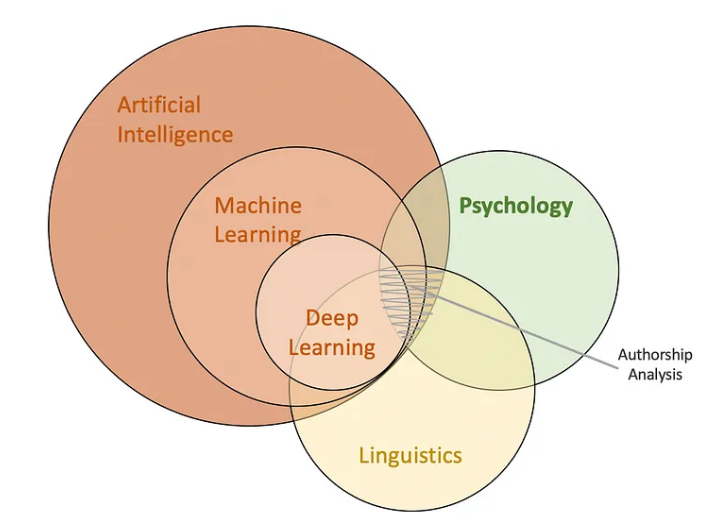 Artificial
Intelligence
Machine
Learning
Psychology
Deep
Learning
Authorship
Analysis
Linguistics